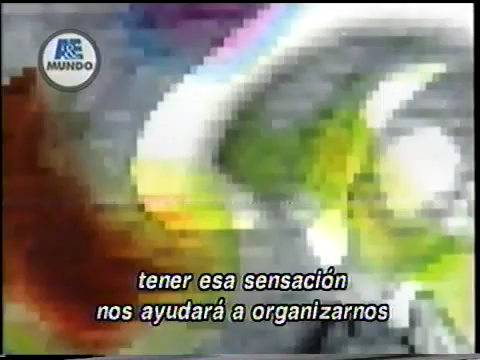 A&E
MUNDO
tener esa sensación
nos ayudará a organizarnos